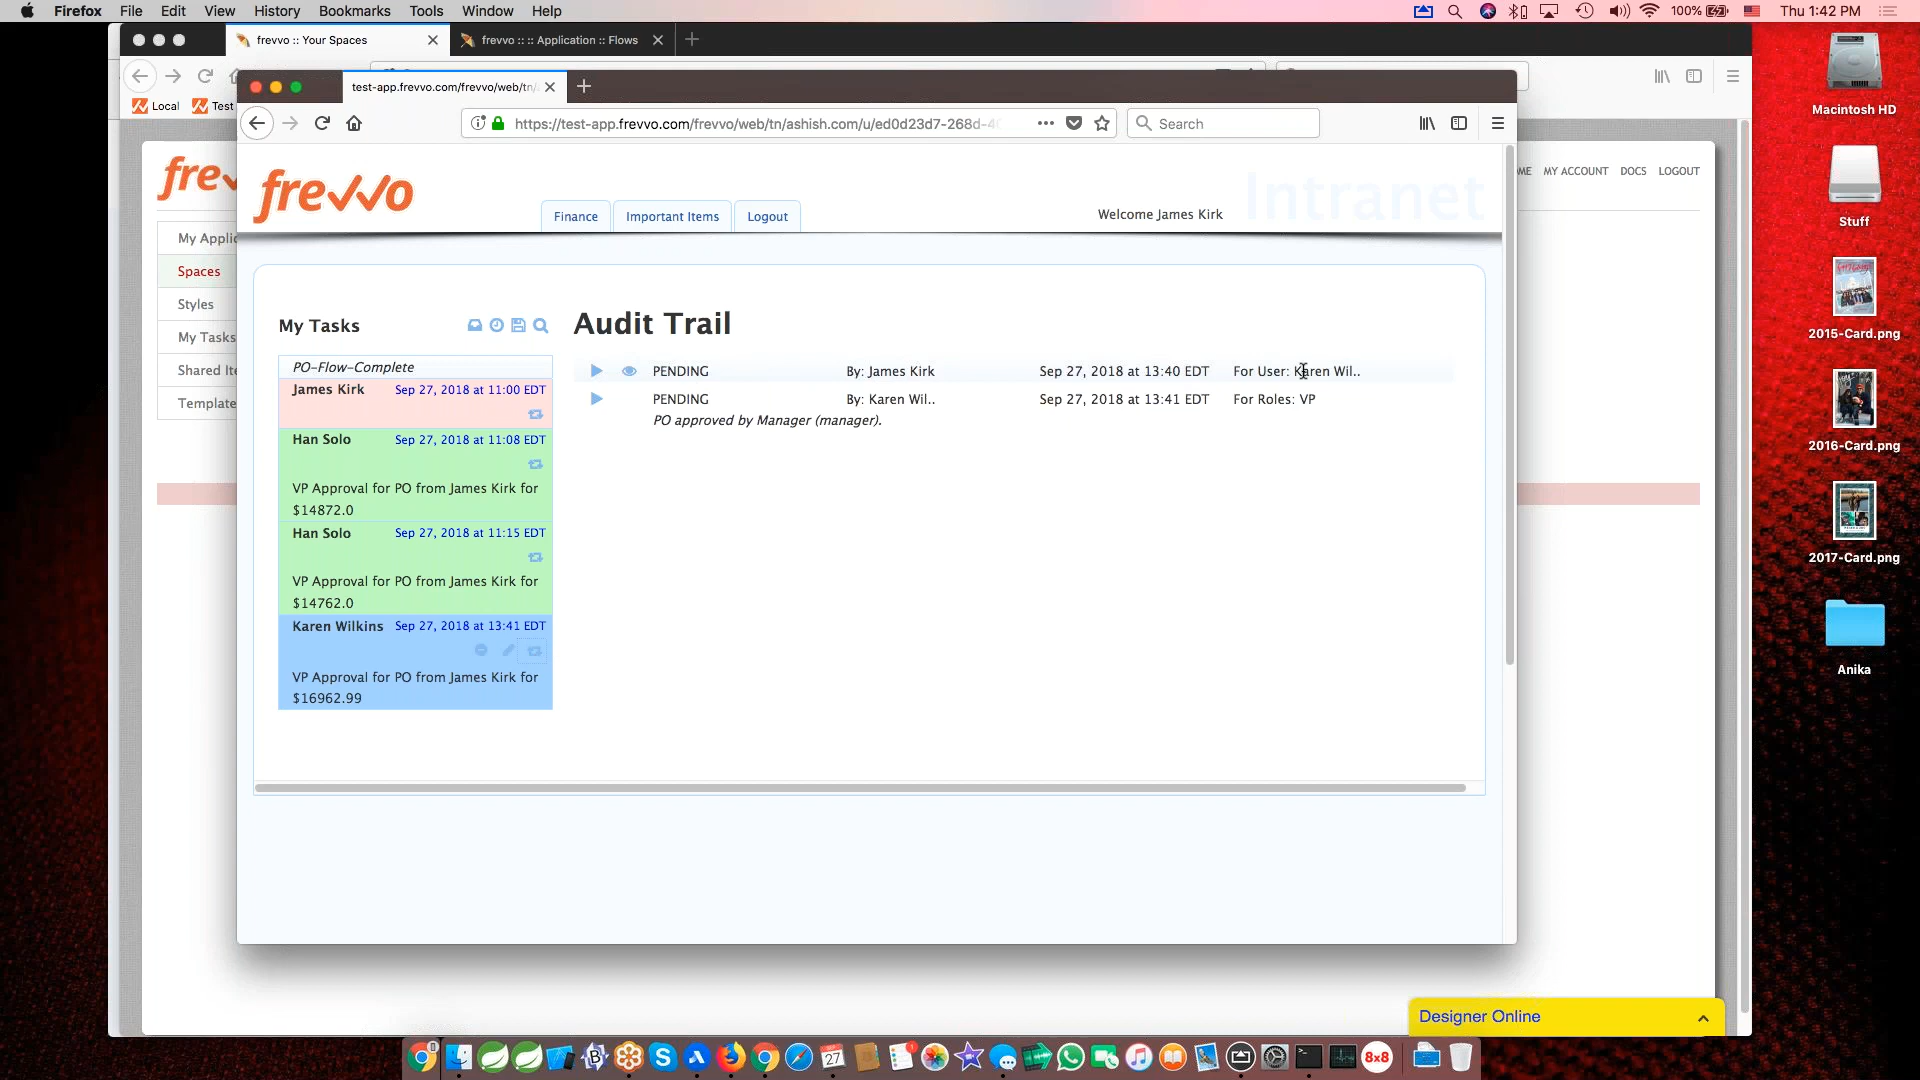 Firefox File Edit View History Bookmarks Tools Window Help
100% Thu 1:42 PM
frevvo :: Your Spaces
frevvo :: :: Application :: Flows
Local
Test
test-app.frevvo.com/frevvo/web/tn/
https://test-app.frevvo.com/frevvo/web/tn/ashish.com/u/ed0d23d7-268d-4
Search
MY ACCOUNT DOCS LOGOUT
frevvo
Finance
Important Items
Logout
Welcome James Kirk
Intranet
My Applic
Spaces
Styles
My Tasks
Shared Ite
Template
My Tasks
PO-Flow-Complete
James Kirk Sep 27, 2018 at 11:00 EDT
Han Solo Sep 27, 2018 at 11:08 EDT
VP Approval for PO from James Kirk for
$14872.0
Han Solo Sep 27, 2018 at 11:15 EDT
VP Approval for PO from James Kirk for
$14762.0
Karen Wilkins Sep 27, 2018 at 13:41 EDT
VP Approval for PO from James Kirk for
$16962.99
Audit Trail
PENDING By: James Kirk Sep 27, 2018 at 13:40 EDT For User: Karen Wil..
PENDING By: Karen Wil.. Sep 27, 2018 at 13:41 EDT For Roles: VP
PO approved by Manager (manager).
Macintosh HD
Stuff
2015-Card.png
2016-Card.png
2017-Card.png
Anika
Designer Online
27
8x8